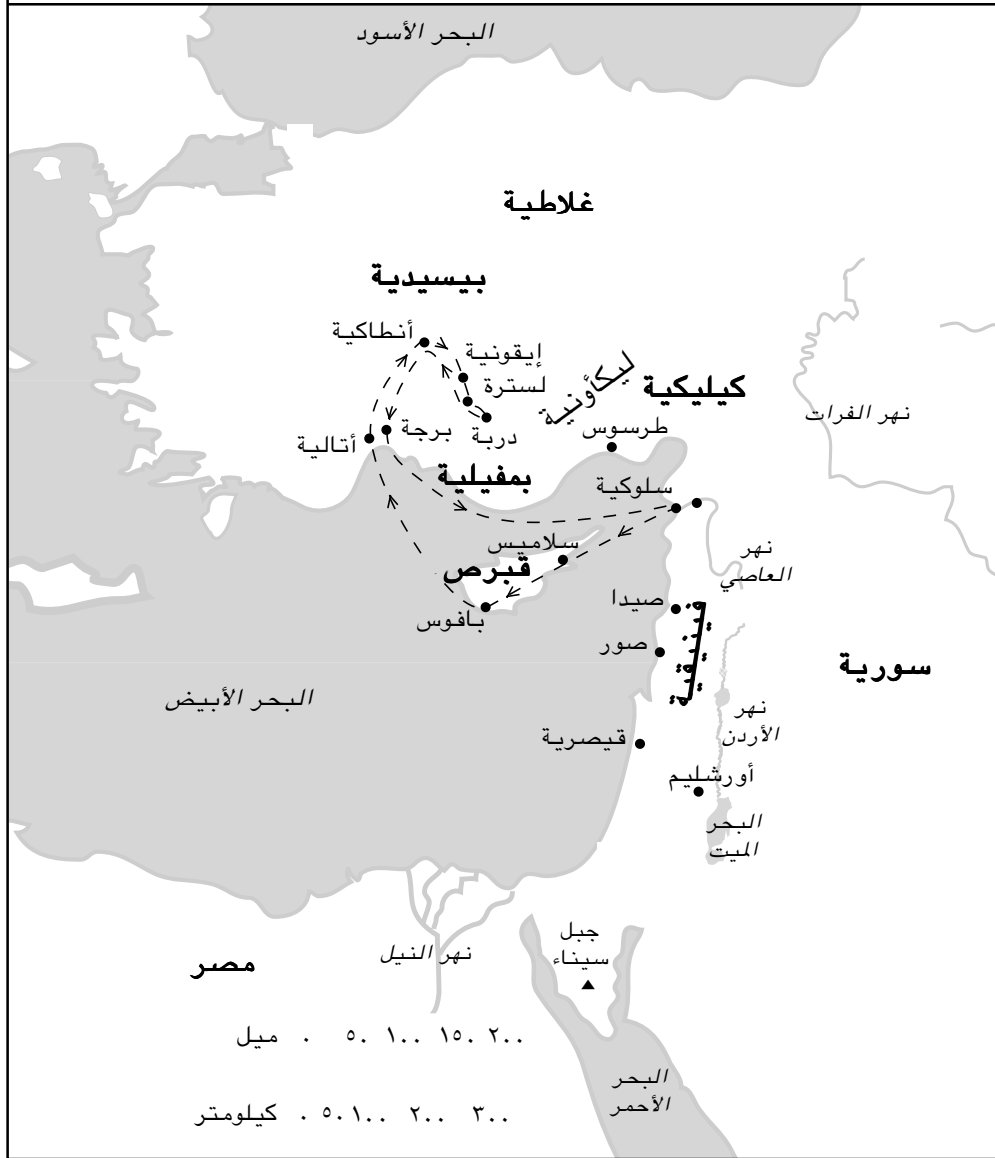 البحر الأسود
غلاطية
بيسيدية
أنطاكية
إيقونية
لسترة
ليكأونية
كيليكية
نهر الفرات
طرسوس
دربة
برجة
أتالية
بمفيلية
سلوكية
سلاميس
قبرص
نهر
العاصي
بافوس
صيدا
فينيقية
صور
سورية
البحر الأبيض
نهر
الأردن
قيصرية
أورشليم
البحر
الميت
جبل
سيناء
نهر النيل
مصر
ميل ٠ ٥٠ ١٠٠ ١٥٠ ٢٠٠
البحر
الأحمر
كيلومتر ٠ ٥٠ ١٠٠ ٢٠٠ ٣٠٠